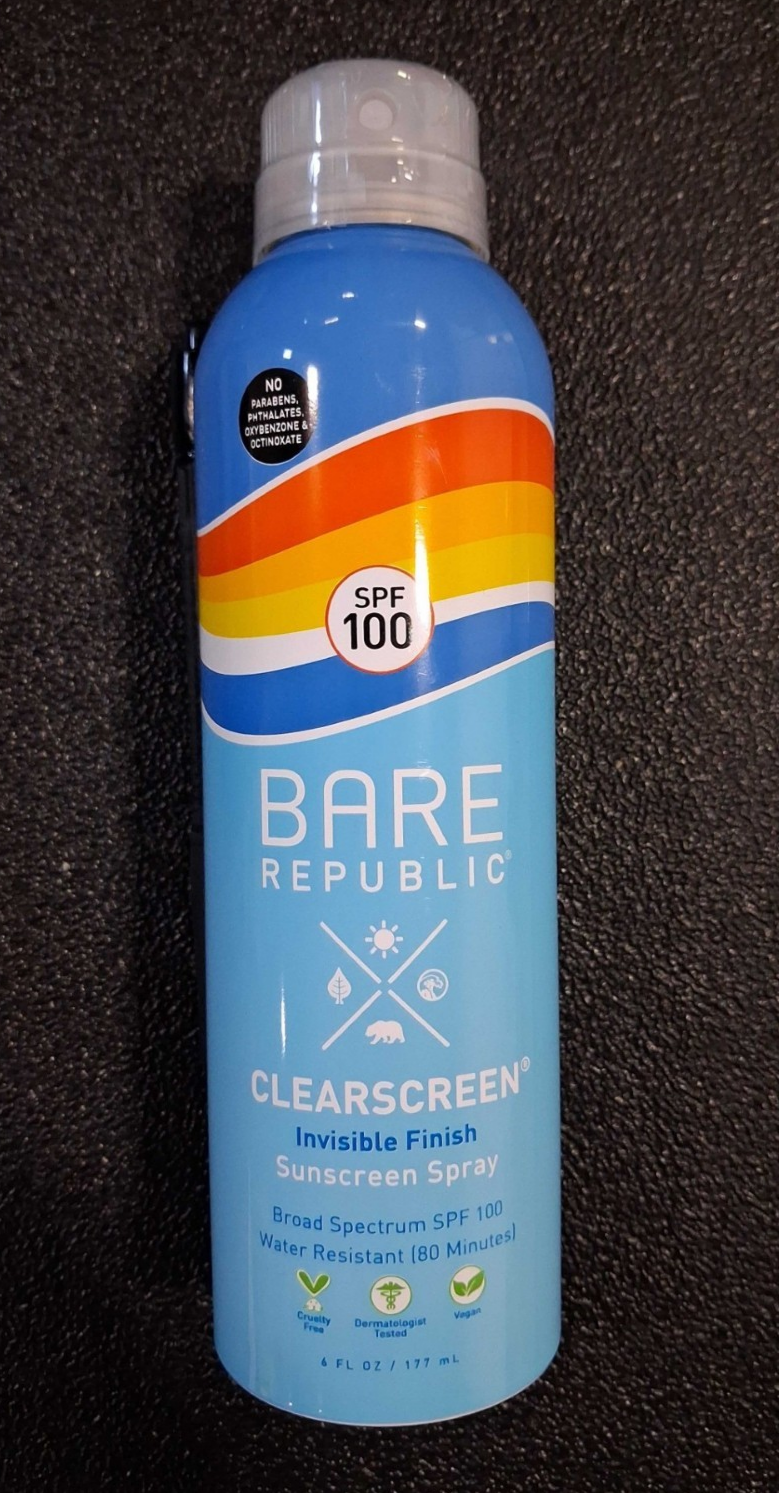 NO
PARABENS,
PHTHALATES,
OXYBENZONE &
OCTINOXATE
SPF
100
BARE
REPUBLIC®
CLEARSCREEN®
Invisible Finish
Sunscreen Spray
Broad Spectrum SPF 100
Water Resistant (80 Minutes)
Cruelty
Free
Dermatologist
Tested
Vegan
6 FL OZ / 177 mL